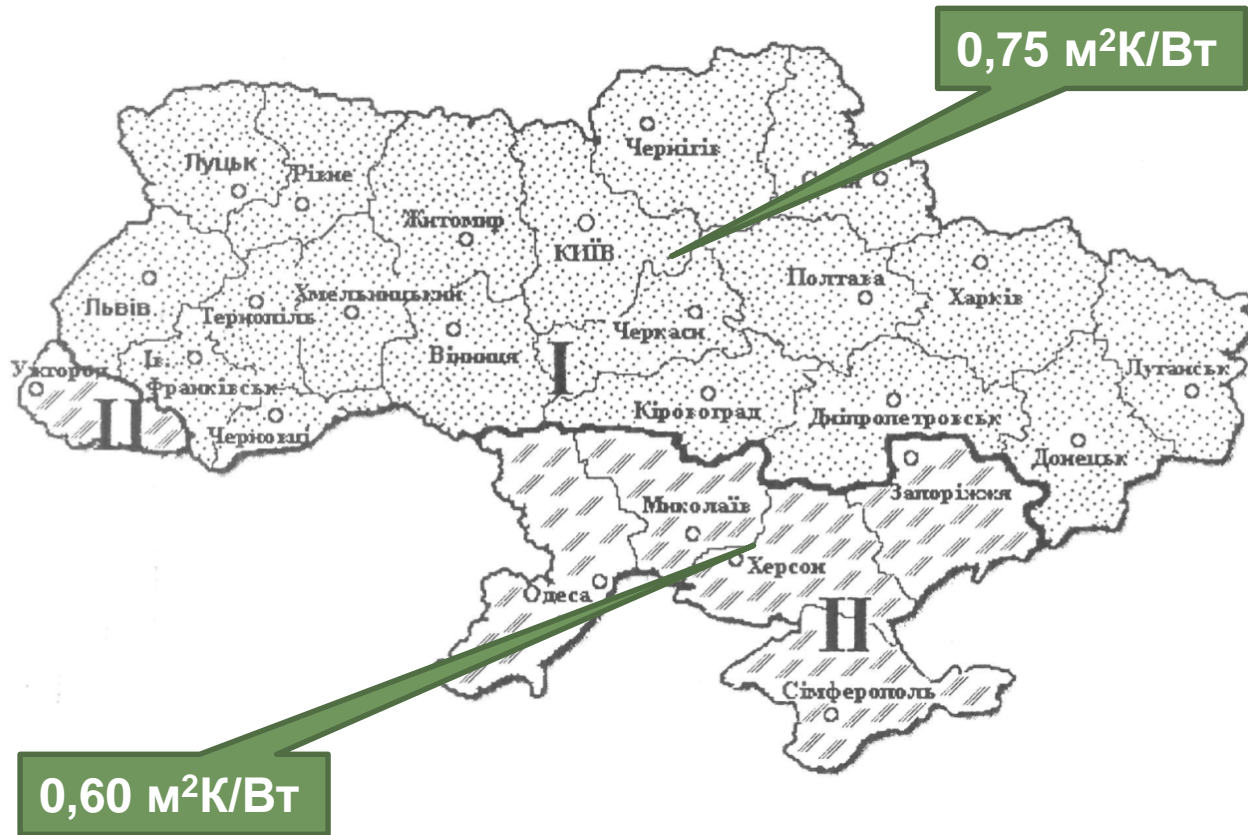 0,75 м²К/Вт
Чернігів
Луцьк
Рівне
Житомир
КИЇВ
Полтава
Харків
Львів
Тернопіль
Хмельницький
Черкаси
Вінниця
I
Ужгород
Ів.
Франківськ
Луганськ
II
Чернівці
Кіровоград
Дніпропетровськ
Донецьк
Запоріжжя
Миколаїв
Херсон
Одеса
II
Сімферополь
0,60 м²К/Вт